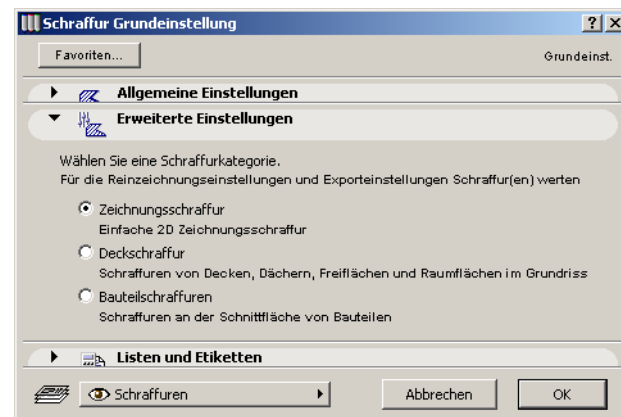 Schraffur Grundeinstellung
Favoriten...
Grundeinst.
Allgemeine Einstellungen
Erweiterte Einstellungen
Wählen Sie eine Schraffurkategorie.
Für die Reinzeichnungseinstellungen und Exporteinstellungen Schraffur(en) werten
Zeichnungsschraffur
Einfache 2D Zeichnungsschraffur
Deckschraffur
Schraffuren von Decken, Dächern, Freiflächen und Raumflächen im Grundriss
Bauteilschraffuren
Schraffuren an der Schnittfläche von Bauteilen
Listen und Etiketten
Schraffuren
Abbrechen
OK